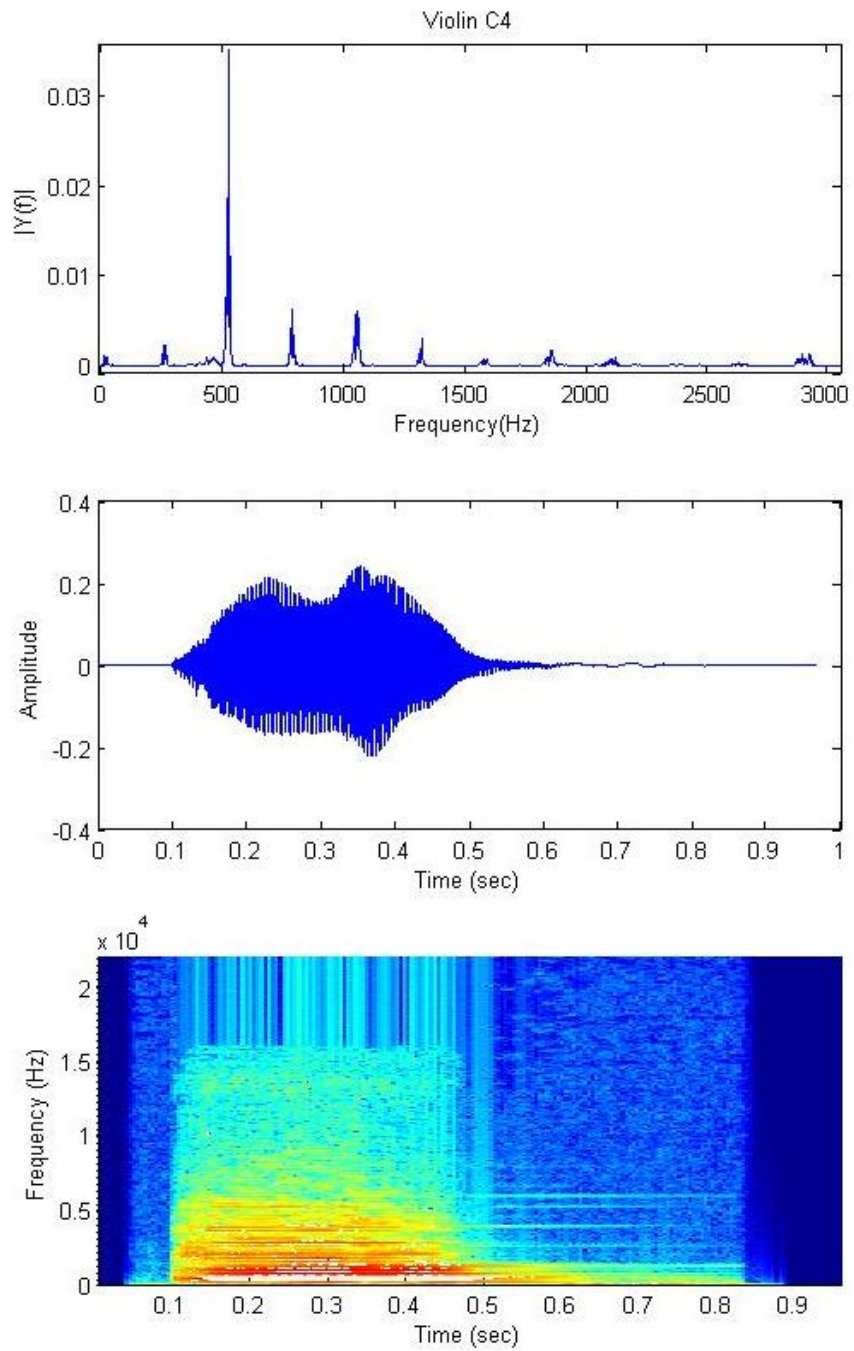 Violin C4
0.03
0.02
0.01
0
|Y(f)|
0 500 1000 1500 2000 2500 3000
Frequency(Hz)
0.4
0.2
0
-0.2
-0.4
Amplitude
0 0.1 0.2 0.3 0.4 0.5 0.6 0.7 0.8 0.9 1
Time (sec)
x 10^4
2
1.5
1
0.5
0
Frequency (Hz)
0.1 0.2 0.3 0.4 0.5 0.6 0.7 0.8 0.9
Time (sec)